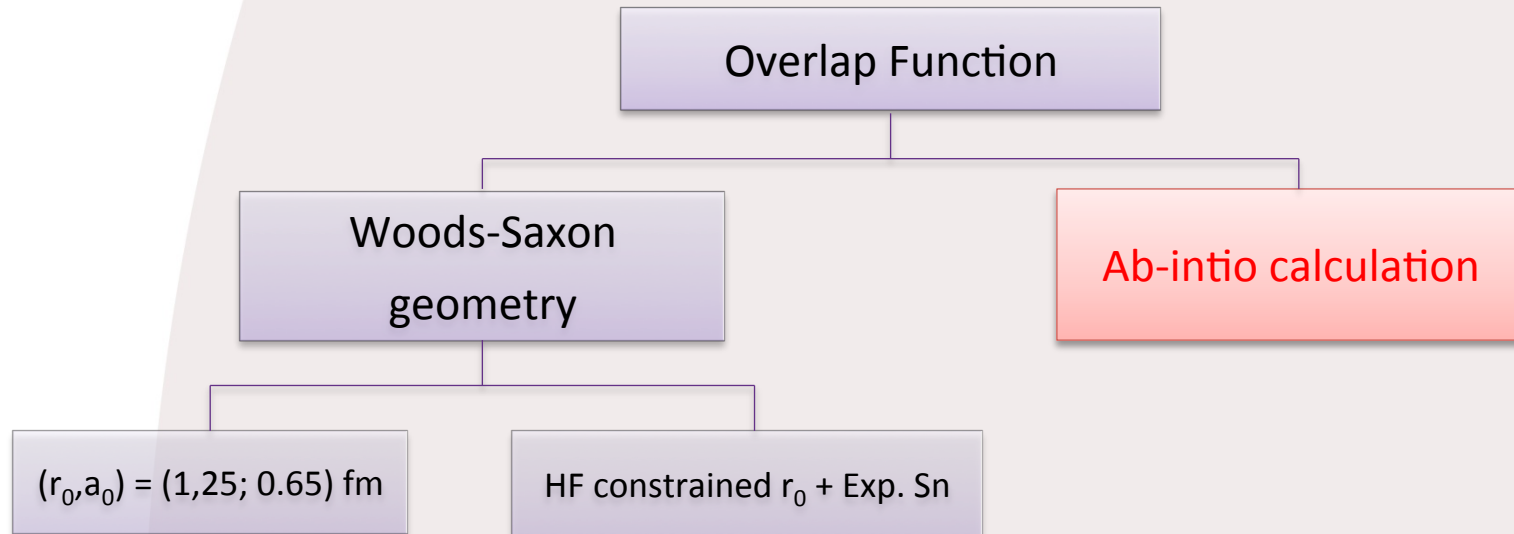 Overlap Function
Woods-Saxon
geometry
Ab-intio calculation
(r₀,a₀) = (1,25; 0.65) fm
HF constrained r₀ + Exp. Sn